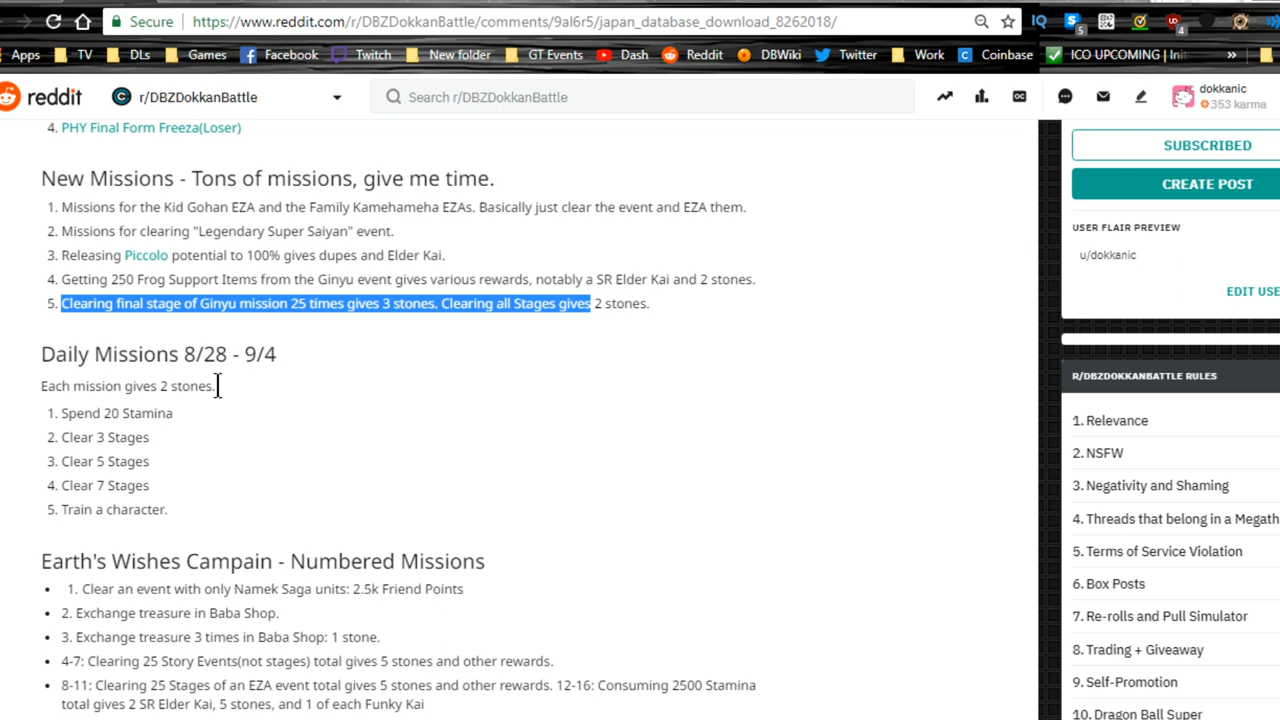 Secure
https://www.reddit.com/r/DBZDokkanBattle/comments/9al6r5/japan_database_download_8262018/
IQ
5
4
Apps
TV
DLs
Games
Facebook
Twitch
New folder
GT Events
Dash
Reddit
DBWiki
Twitter
Work
Coinbase
ICO UPCOMING | Init
»
reddit
r/DBZDokkanBattle
Search r/DBZDokkanBattle
dokkanic
353 karma
4. PHY Final Form Freeza(Loser)
New Missions - Tons of missions, give me time.
1. Missions for the Kid Gohan EZA and the Family Kamehameha EZAs. Basically just clear the event and EZA them.
2. Missions for clearing "Legendary Super Saiyan" event.
3. Releasing Piccolo potential to 100% gives dupes and Elder Kai.
4. Getting 250 Frog Support Items from the Ginyu event gives various rewards, notably a SR Elder Kai and 2 stones.
5. Clearing final stage of Ginyu mission 25 times gives 3 stones. Clearing all Stages gives 2 stones.
Daily Missions 8/28 - 9/4
Each mission gives 2 stones.
1. Spend 20 Stamina
2. Clear 3 Stages
3. Clear 5 Stages
4. Clear 7 Stages
5. Train a character.
Earth's Wishes Campain - Numbered Missions
• 1. Clear an event with only Namek Saga units: 2.5k Friend Points
• 2. Exchange treasure in Baba Shop.
• 3. Exchange treasure 3 times in Baba Shop: 1 stone.
• 4-7: Clearing 25 Story Events(not stages) total gives 5 stones and other rewards.
• 8-11: Clearing 25 Stages of an EZA event total gives 5 stones and other rewards. 12-16: Consuming 2500 Stamina
total gives 2 SR Elder Kai, 5 stones, and 1 of each Funky Kai
SUBSCRIBED
CREATE POST
USER FLAIR PREVIEW
u/dokkanic
EDIT USE
R/DBZDOKKANBATTLE RULES
1. Relevance
2. NSFW
3. Negativity and Shaming
4. Threads that belong in a Megath
5. Terms of Service Violation
6. Box Posts
7. Re-rolls and Pull Simulator
8. Trading + Giveaway
9. Self-Promotion
10. Dragon Ball Super